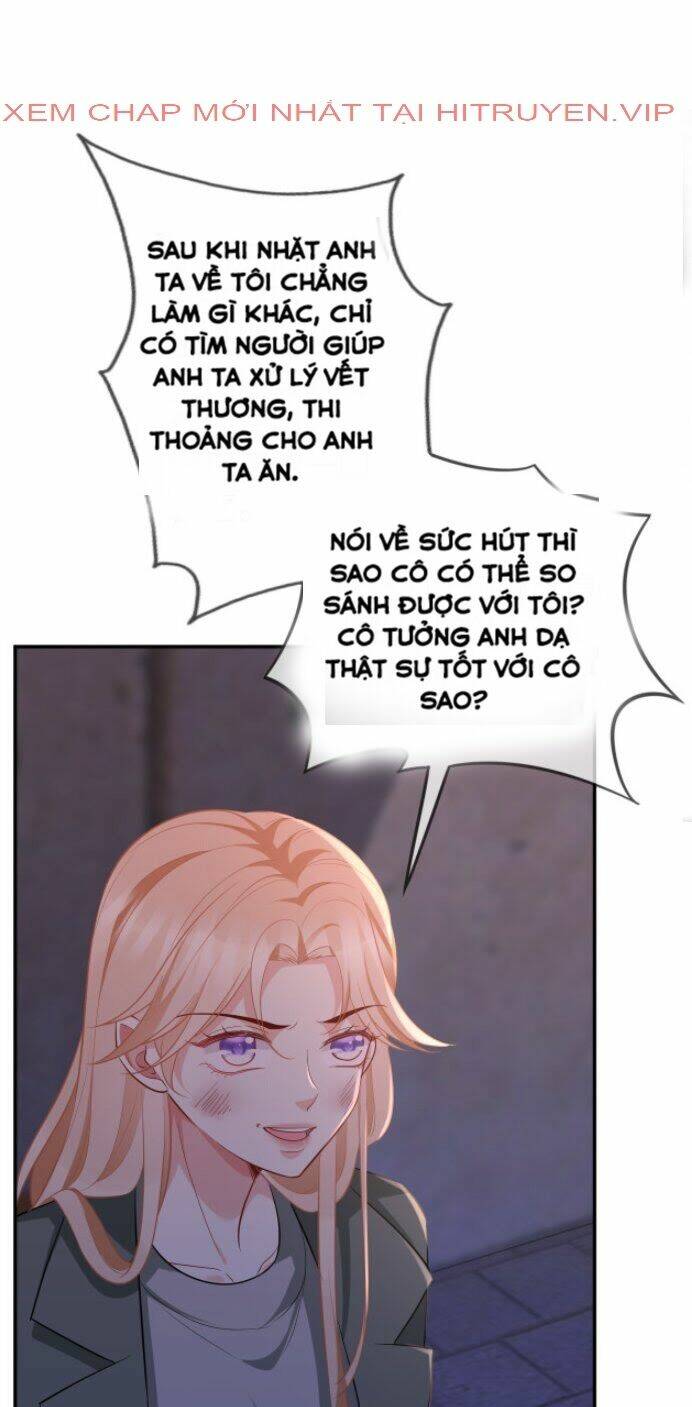 XEM CHAP MỚI NHẤT TẠI HITRUYEN.VIP
SAU KHI NHẶT ANH
TA VỀ TÔI CHẲNG
LÀM GÌ KHÁC, CHỈ
CÓ TÌM NGƯỜI GIÚP
ANH TA XỬ LÝ VẾT
THƯƠNG, THI
THOẢNG CHO ANH
TA ĂN.
NÓI VỀ SỨC HÚT THÌ
SAO CÔ CÓ THỂ SO
SÁNH ĐƯỢC VỚI TÔI?
CÔ TƯỞNG ANH DẠ
THẬT SỰ TỐT VỚI CÔ
SAO?